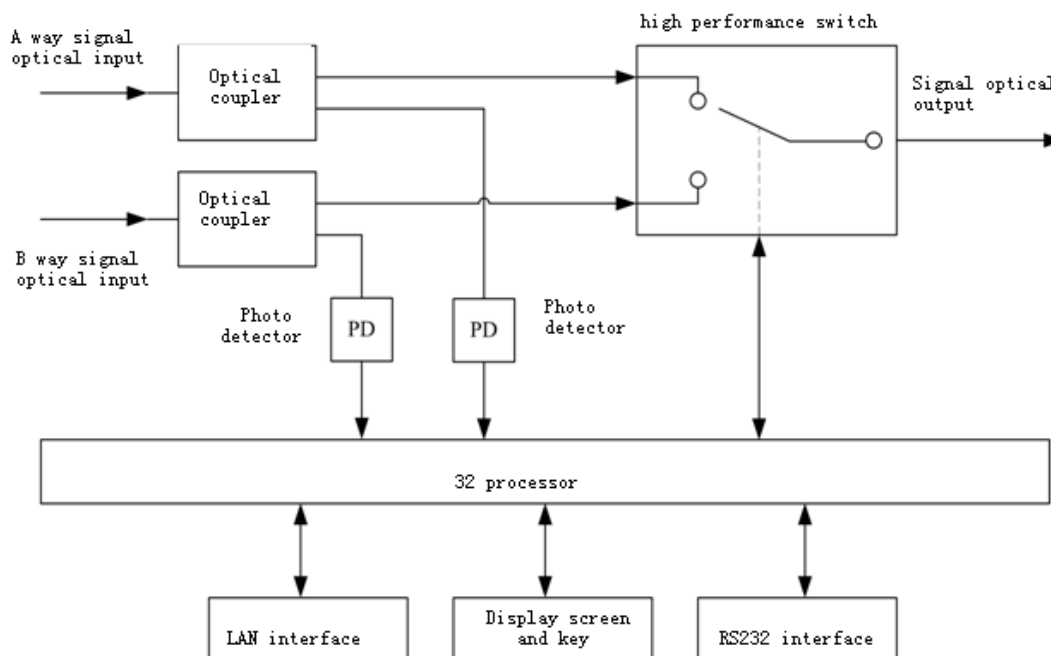 high performance switch
A way signal
optical input
Optical
coupler
Signal optical
output
Optical
coupler
B way signal
optical input
Photo
detector
PD
PD
Photo
detector
32 processor
LAN interface
Display screen
and key
RS232 interface